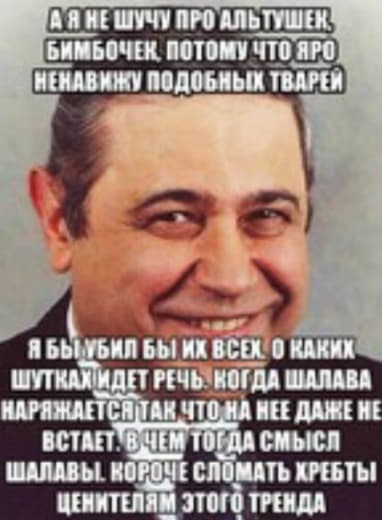 А Я НЕ ШУЧУ ПРО АЛЬТУШЕК,
БИМБОЧЕК, ПОТОМУ ЧТО ЯРО
НЕНАВИЖУ ПОДОБНЫХ ТВАРЕЙ
Я БЫ УБИЛ БЫ ИХ ВСЕХ. О КАКИХ
ШУТКАХ ИДЕТ РЕЧЬ. КОГДА ШАЛАВА
НАРЯЖАЕТСЯ ТАК ЧТО НА НЕЕ ДАЖЕ НЕ
ВСТАЕТ. В ЧЕМ ТОГДА СМЫСЛ
ШАЛАВЫ. КОРОЧЕ СЛОМАТЬ ХРЕБТЫ
ЦЕНИТЕЛЯМ ЭТОГО ТРЕНДА